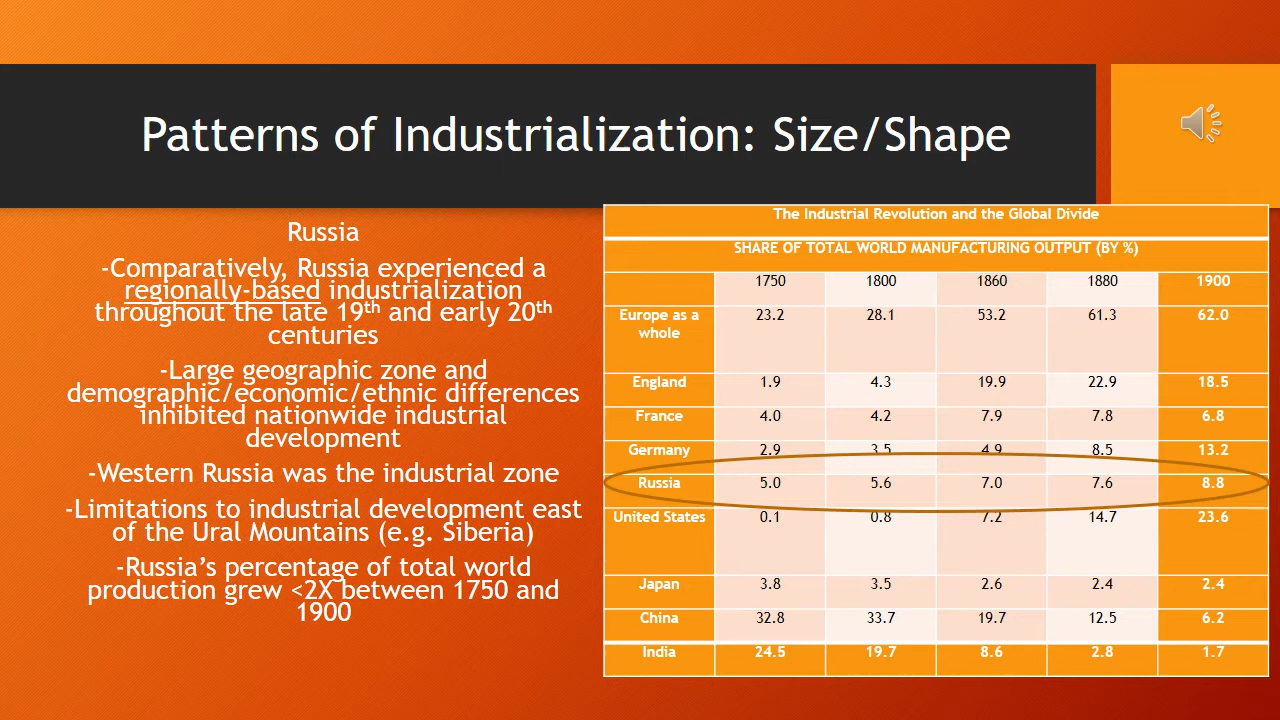 Patterns of Industrialization: Size/Shape
Russia
-Comparatively, Russia experienced a
regionally-based industrialization
throughout the late 19th and early 20th
centuries
-Large geographic zone and
demographic/economic/ethnic differences
inhibited nationwide industrial
development
-Western Russia was the industrial zone
-Limitations to industrial development east
of the Ural Mountains (e.g. Siberia)
-Russia’s percentage of total world
production grew <2X between 1750 and
1900
The Industrial Revolution and the Global Divide
SHARE OF TOTAL WORLD MANUFACTURING OUTPUT (BY %)
1750 1800 1860 1880 1900
Europe as a
whole 23.2 28.1 53.2 61.3 62.0
England 1.9 4.3 19.9 22.9 18.5
France 4.0 4.2 7.9 7.8 6.8
Germany 2.9 3.5 4.9 8.5 13.2
Russia 5.0 5.6 7.0 7.6 8.8
United States 0.1 0.8 7.2 14.7 23.6
Japan 3.8 3.5 2.6 2.4 2.4
China 32.8 33.7 19.7 12.5 6.2
India 24.5 19.7 8.6 2.8 1.7